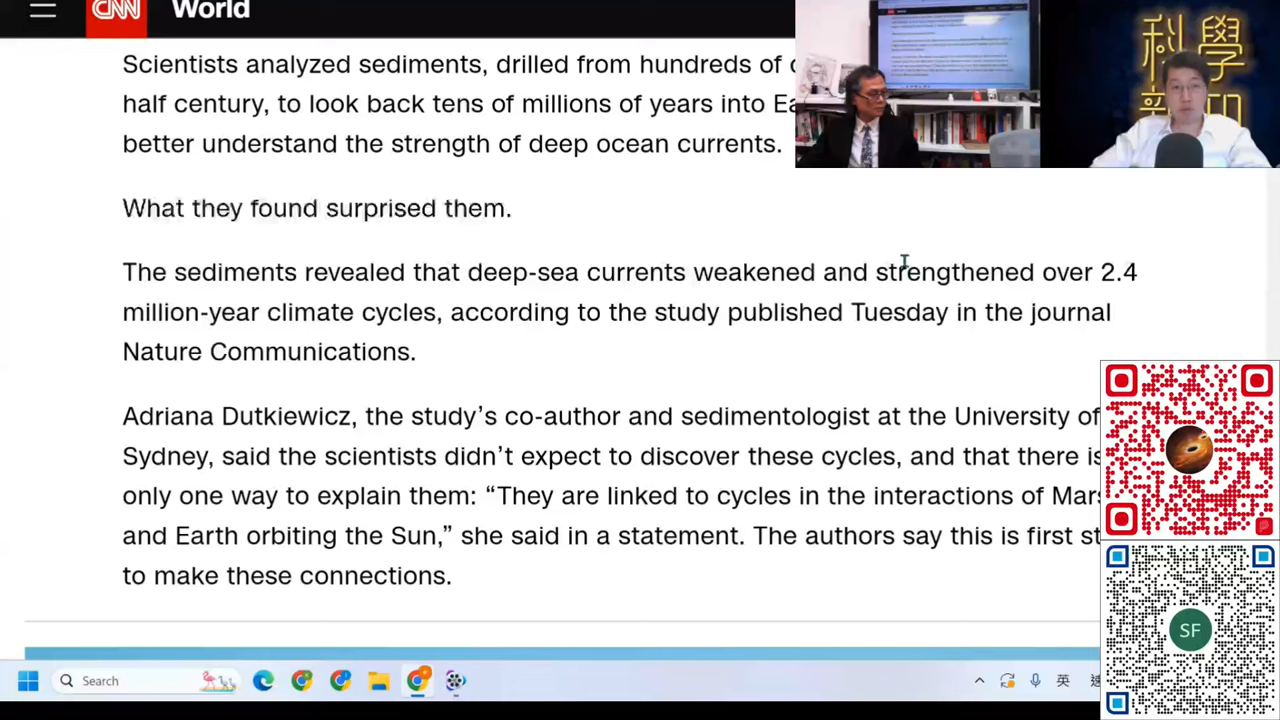 CNN World
Scientists analyzed sediments, drilled from hundreds of
half century, to look back tens of millions of years into
better understand the strength of deep ocean currents.
科學
What they found surprised them.
The sediments revealed that deep-sea currents weakened and strengthened over 2.4
million-year climate cycles, according to the study published Tuesday in the journal
Nature Communications.
Adriana Dutkiewicz, the study’s co-author and sedimentologist at the University of
Sydney, said the scientists didn’t expect to discover these cycles, and that there is
only one way to explain them: “They are linked to cycles in the interactions of Mars
and Earth orbiting the Sun,” she said in a statement. The authors say this is first
to make these connections.
SF
Search
英